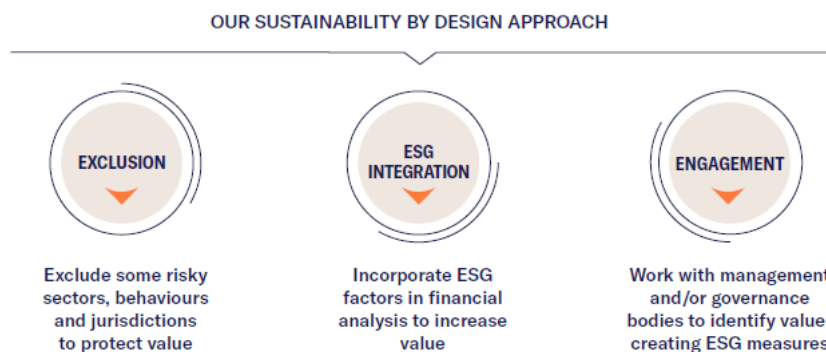 OUR SUSTAINABILITY BY DESIGN APPROACH
EXCLUSION
ESG
INTEGRATION
ENGAGEMENT
Exclude some risky
sectors, behaviours
and jurisdictions
to protect value
Incorporate ESG
factors in financial
analysis to increase
value
Work with management
and/or governance
bodies to identify value
creating ESG measures